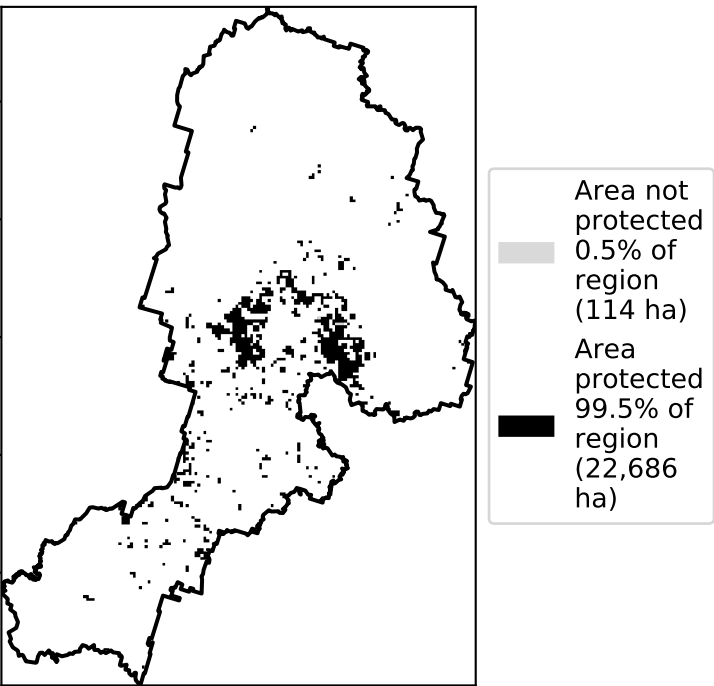 Area not
protected
0.5% of
region
(114 ha)
Area
protected
99.5% of
region
(22,686
ha)